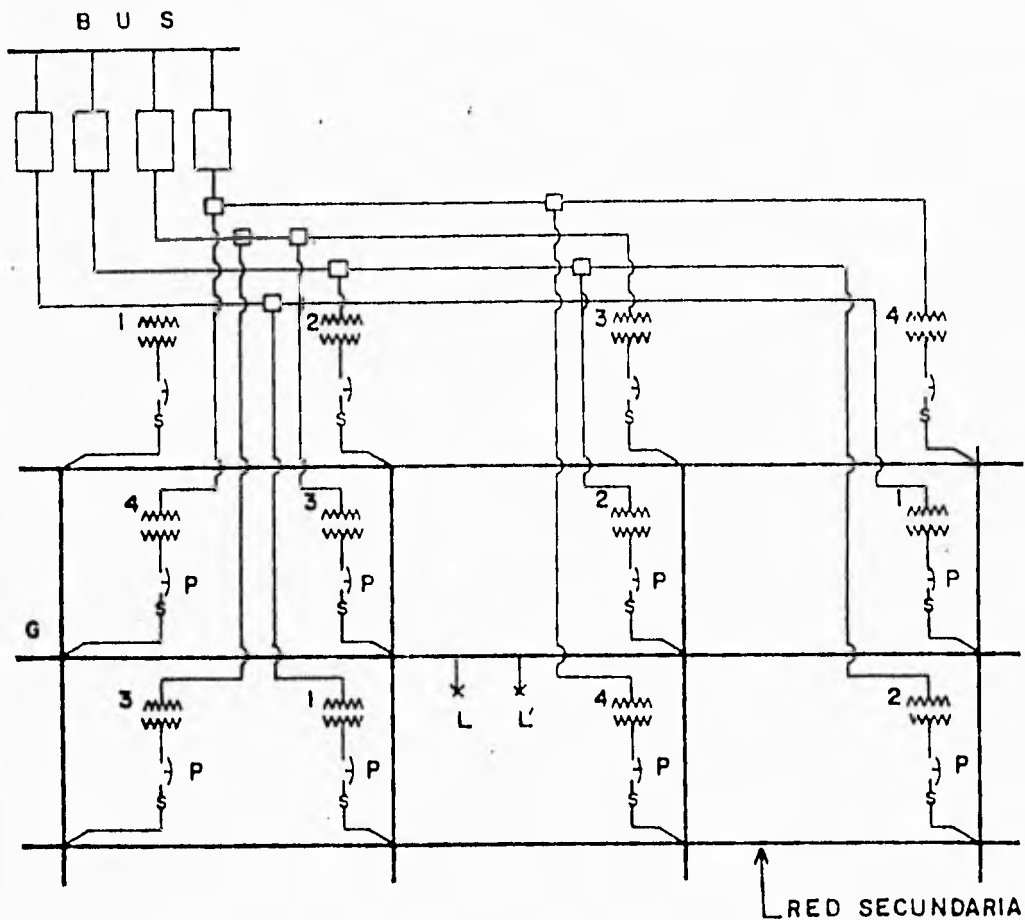 B U S
1 2 3 4
4 3 2 1
P P P P
S S S S
G
3 1 L L' 4 2
P P P P
S S S S
S S S S
RED SECUNDARIA